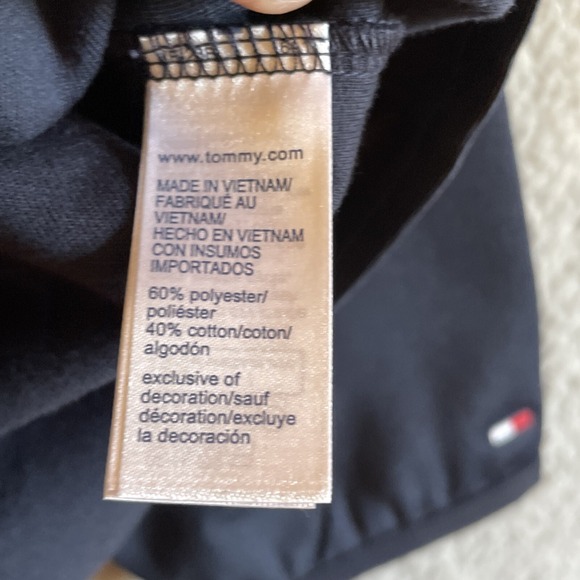 www.tommy.com
MADE IN VIETNAM/
FABRIQUÉ AU
VIETNAM/
HECHO EN VIETNAM
CON INSUMOS
IMPORTADOS
60% polyester/
poliéster
40% cotton/coton/
algodón
exclusive of
decoration/sauf
décoration/excluye
la decoración